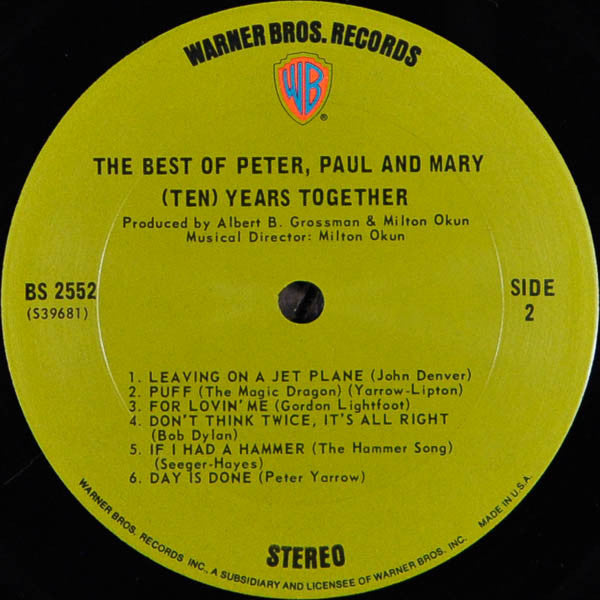 WARNER BROS. RECORDS
WB
®
THE BEST OF PETER, PAUL AND MARY
(TEN) YEARS TOGETHER
Produced by Albert B. Grossman & Milton Okun
Musical Director: Milton Okun
BS 2552
(S39681)
SIDE
2
1. LEAVING ON A JET PLANE (John Denver)
2. PUFF (The Magic Dragon) (Yarrow-Lipton)
3. FOR LOVIN' ME (Gordon Lightfoot)
4. DON'T THINK TWICE, IT'S ALL RIGHT
(Bob Dylan)
5. IF I HAD A HAMMER (The Hammer Song)
(Seeger-Hayes)
6. DAY IS DONE (Peter Yarrow)
STEREO
WARNER BROS. RECORDS INC., A SUBSIDIARY AND LICENSEE OF WARNER BROS. INC. MADE IN U.S.A.